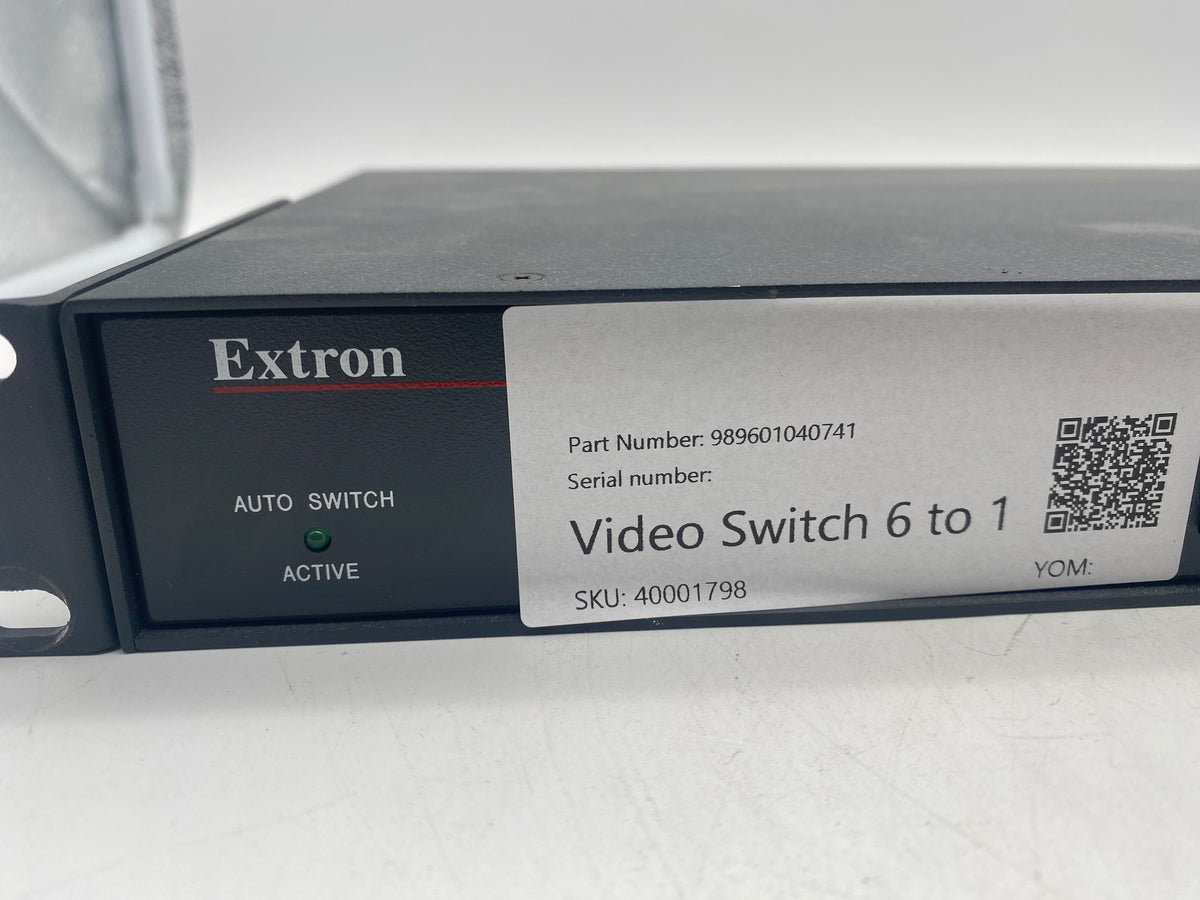 Extron
AUTO SWITCH
ACTIVE
Part Number: 989601040741
Serial number:
Video Switch 6 to 1
SKU: 40001798
YOM: